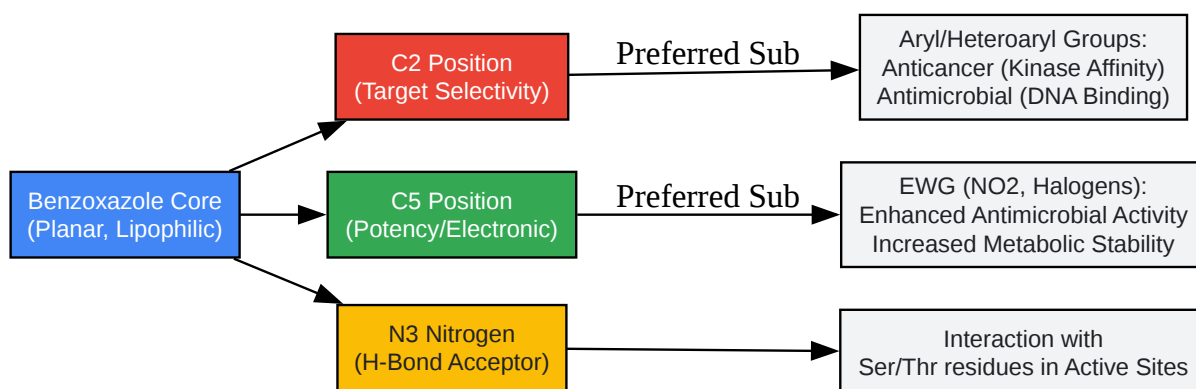 Benzoxazole Core
(Planar, Lipophilic)
C2 Position
(Target Selectivity)
Preferred Sub
Aryl/Heteroaryl Groups:
Anticancer (Kinase Affinity)
Antimicrobial (DNA Binding)
C5 Position
(Potency/Electronic)
Preferred Sub
EWG (NO2, Halogens):
Enhanced Antimicrobial Activity
Increased Metabolic Stability
N3 Nitrogen
(H-Bond Acceptor)
Interaction with
Ser/Thr residues in Active Sites